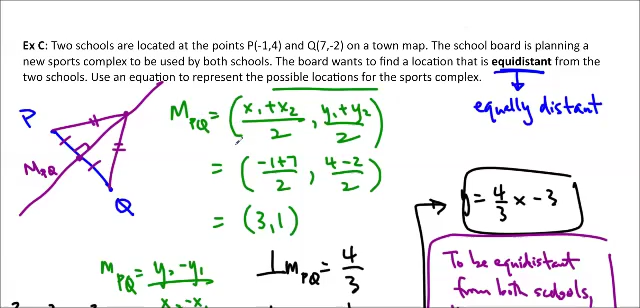 Ex C: Two schools are located at the points P(-1,4) and Q(7,-2) on a town map. The school board is planning a
new sports complex to be used by both schools. The board wants to find a location that is equidistant from the
two schools. Use an equation to represent the possible locations for the sports complex.
equally distant
P
M_PQ
Q
M_PQ = (x₁+x₂/2, y₁+y₂/2)
= (-1+7/2, 4-2/2)
= (3,1)
m_PQ = y₂-y₁
x₂-x₁
⊥m_PQ = 4/3
y = 4/3 x - 3
To be equidistant
from both schools,